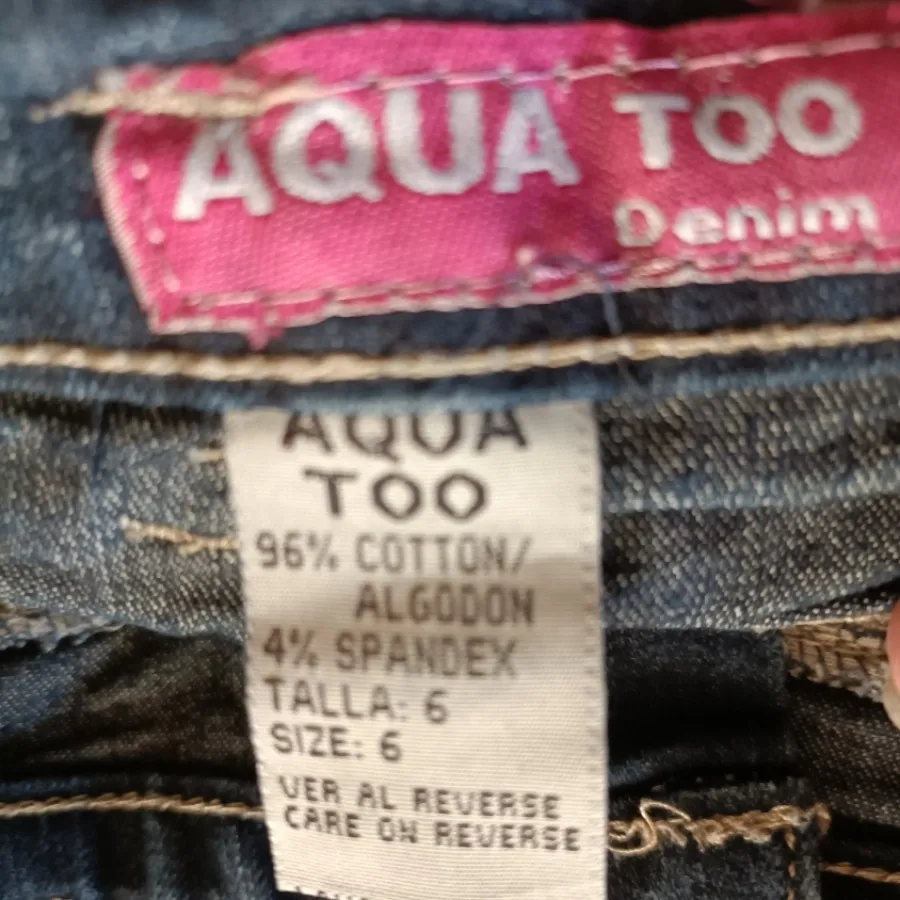 AQUA TOO
Denim
AQUA
TOO
96% COTTON/
ALGODON
4% SPANDEX
TALLA: 6
SIZE: 6
VER AL REVERSE
CARE ON REVERSE